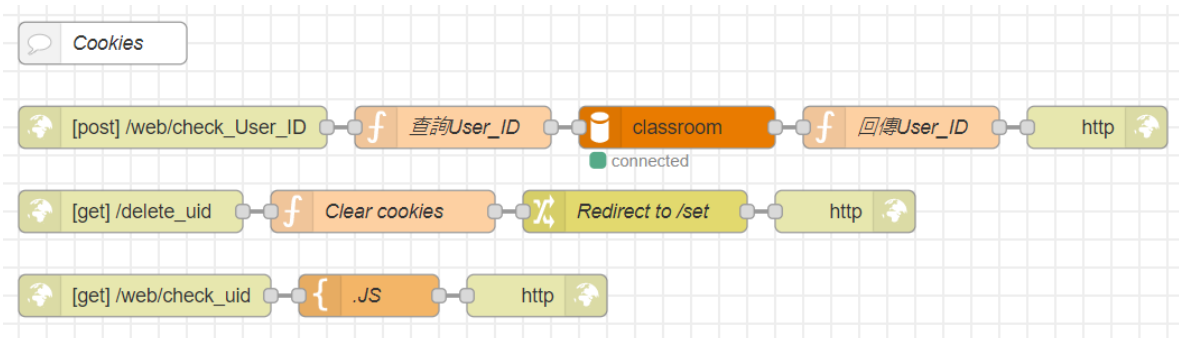 Cookies
[post] /web/check_User_ID
查詢User_ID
classroom
回傳User_ID
http
connected
[get] /delete_uid
Clear cookies
Redirect to /set
http
[get] /web/check_uid
.JS
http